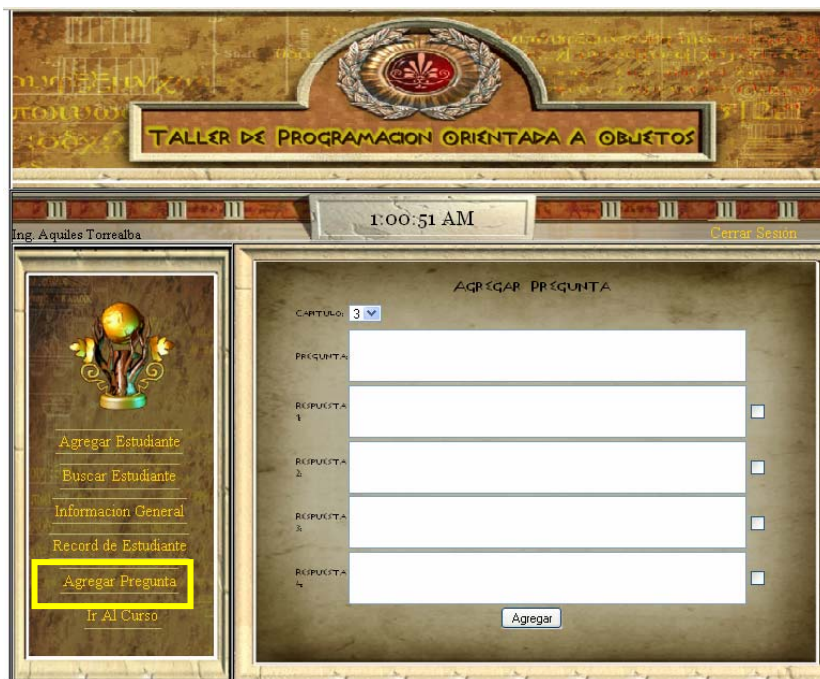 TALLER DE PROGRAMACION ORIENTADA A OBJETOS
1:00:51 AM
Ing. Aquiles Torrealba
Cerrar Sesión
Agregar Estudiante
Buscar Estudiante
Informacion General
Record de Estudiante
Agregar Pregunta
Ir Al Curso
AGREGAR PREGUNTA
CAPITULO: 3
PREGUNTA:
RESPUESTA
1:
RESPUESTA
2:
RESPUESTA
3:
RESPUESTA
4:
Agregar